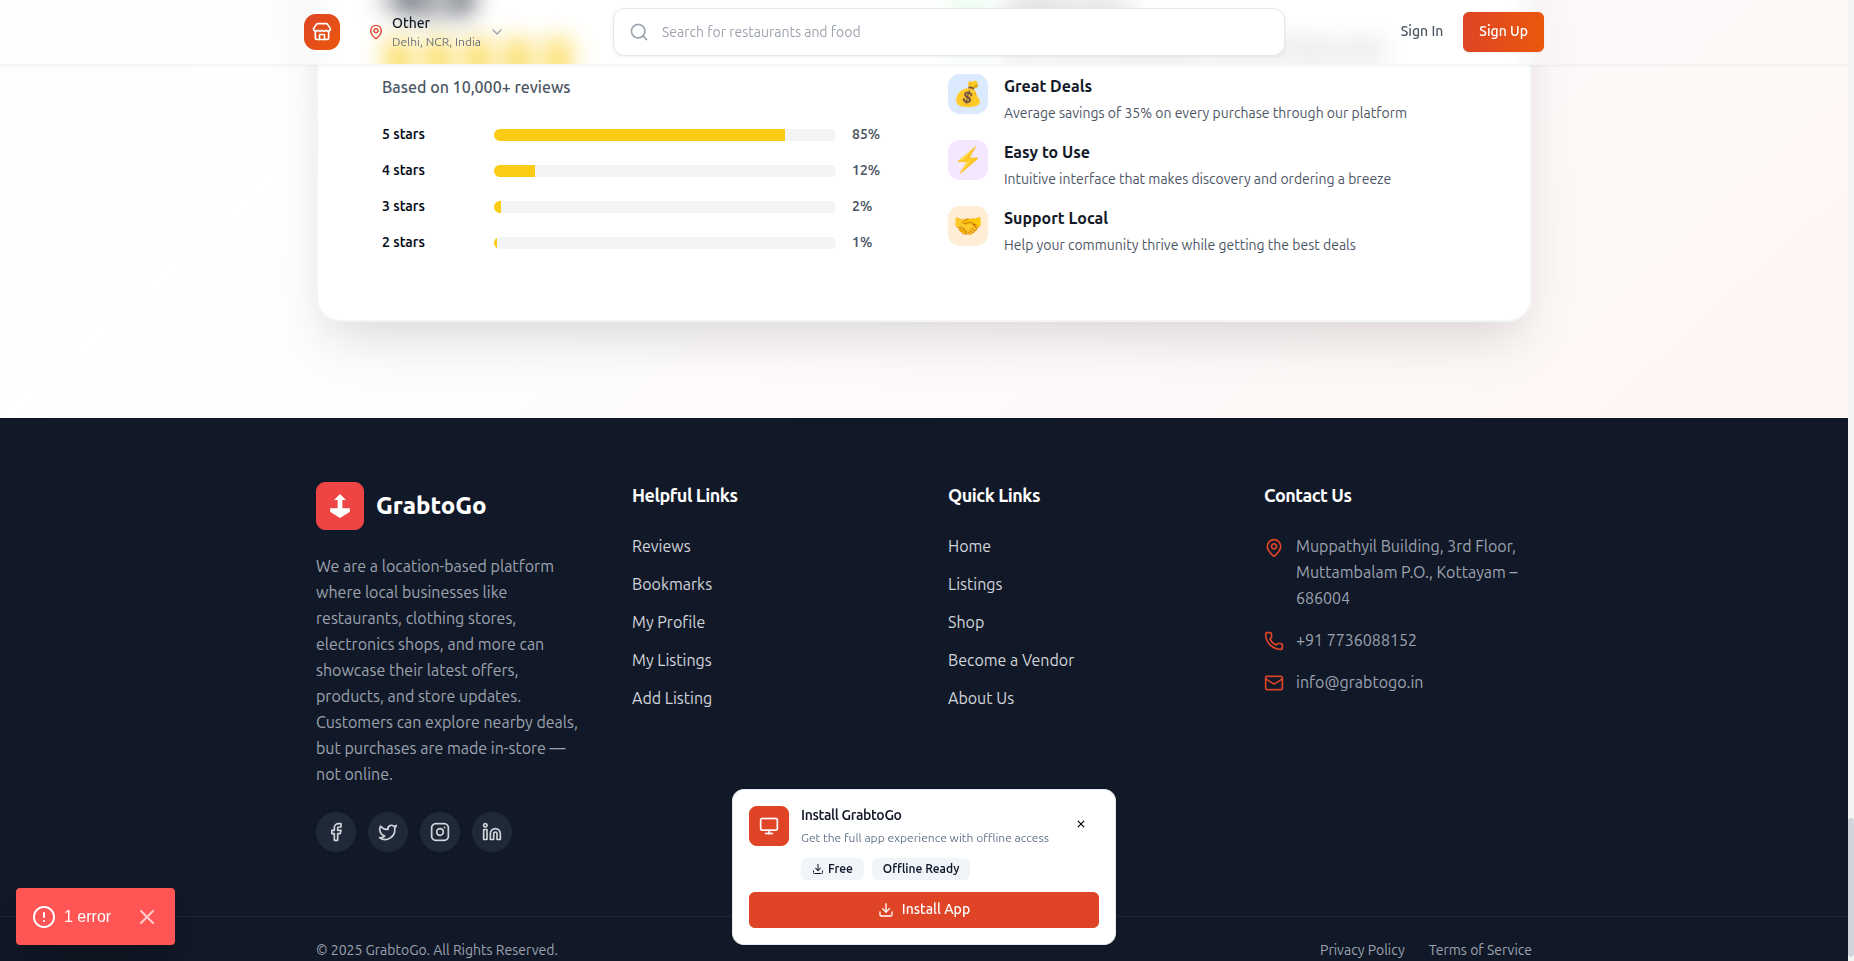 Other
Delhi, NCR, India
Search for restaurants and food
Sign In
Sign Up
Based on 10,000+ reviews
5 stars
85%
4 stars
12%
3 stars
2%
2 stars
1%
Great Deals
Average savings of 35% on every purchase through our platform
Easy to Use
Intuitive interface that makes discovery and ordering a breeze
Support Local
Help your community thrive while getting the best deals
GrabtoGo
We are a location-based platform
where local businesses like
restaurants, clothing stores,
electronics shops, and more can
showcase their latest offers,
products, and store updates.
Customers can explore nearby deals,
but purchases are made in-store —
not online.
Helpful Links
Reviews
Bookmarks
My Profile
My Listings
Add Listing
Quick Links
Home
Listings
Shop
Become a Vendor
About Us
Contact Us
Muppathyil Building, 3rd Floor,
Muttambalam P.O., Kottayam –
686004
+91 7736088152
info@grabtogo.in
Install GrabtoGo
Get the full app experience with offline access
Free
Offline Ready
Install App
1 error
© 2025 GrabtoGo. All Rights Reserved.
Privacy Policy
Terms of Service